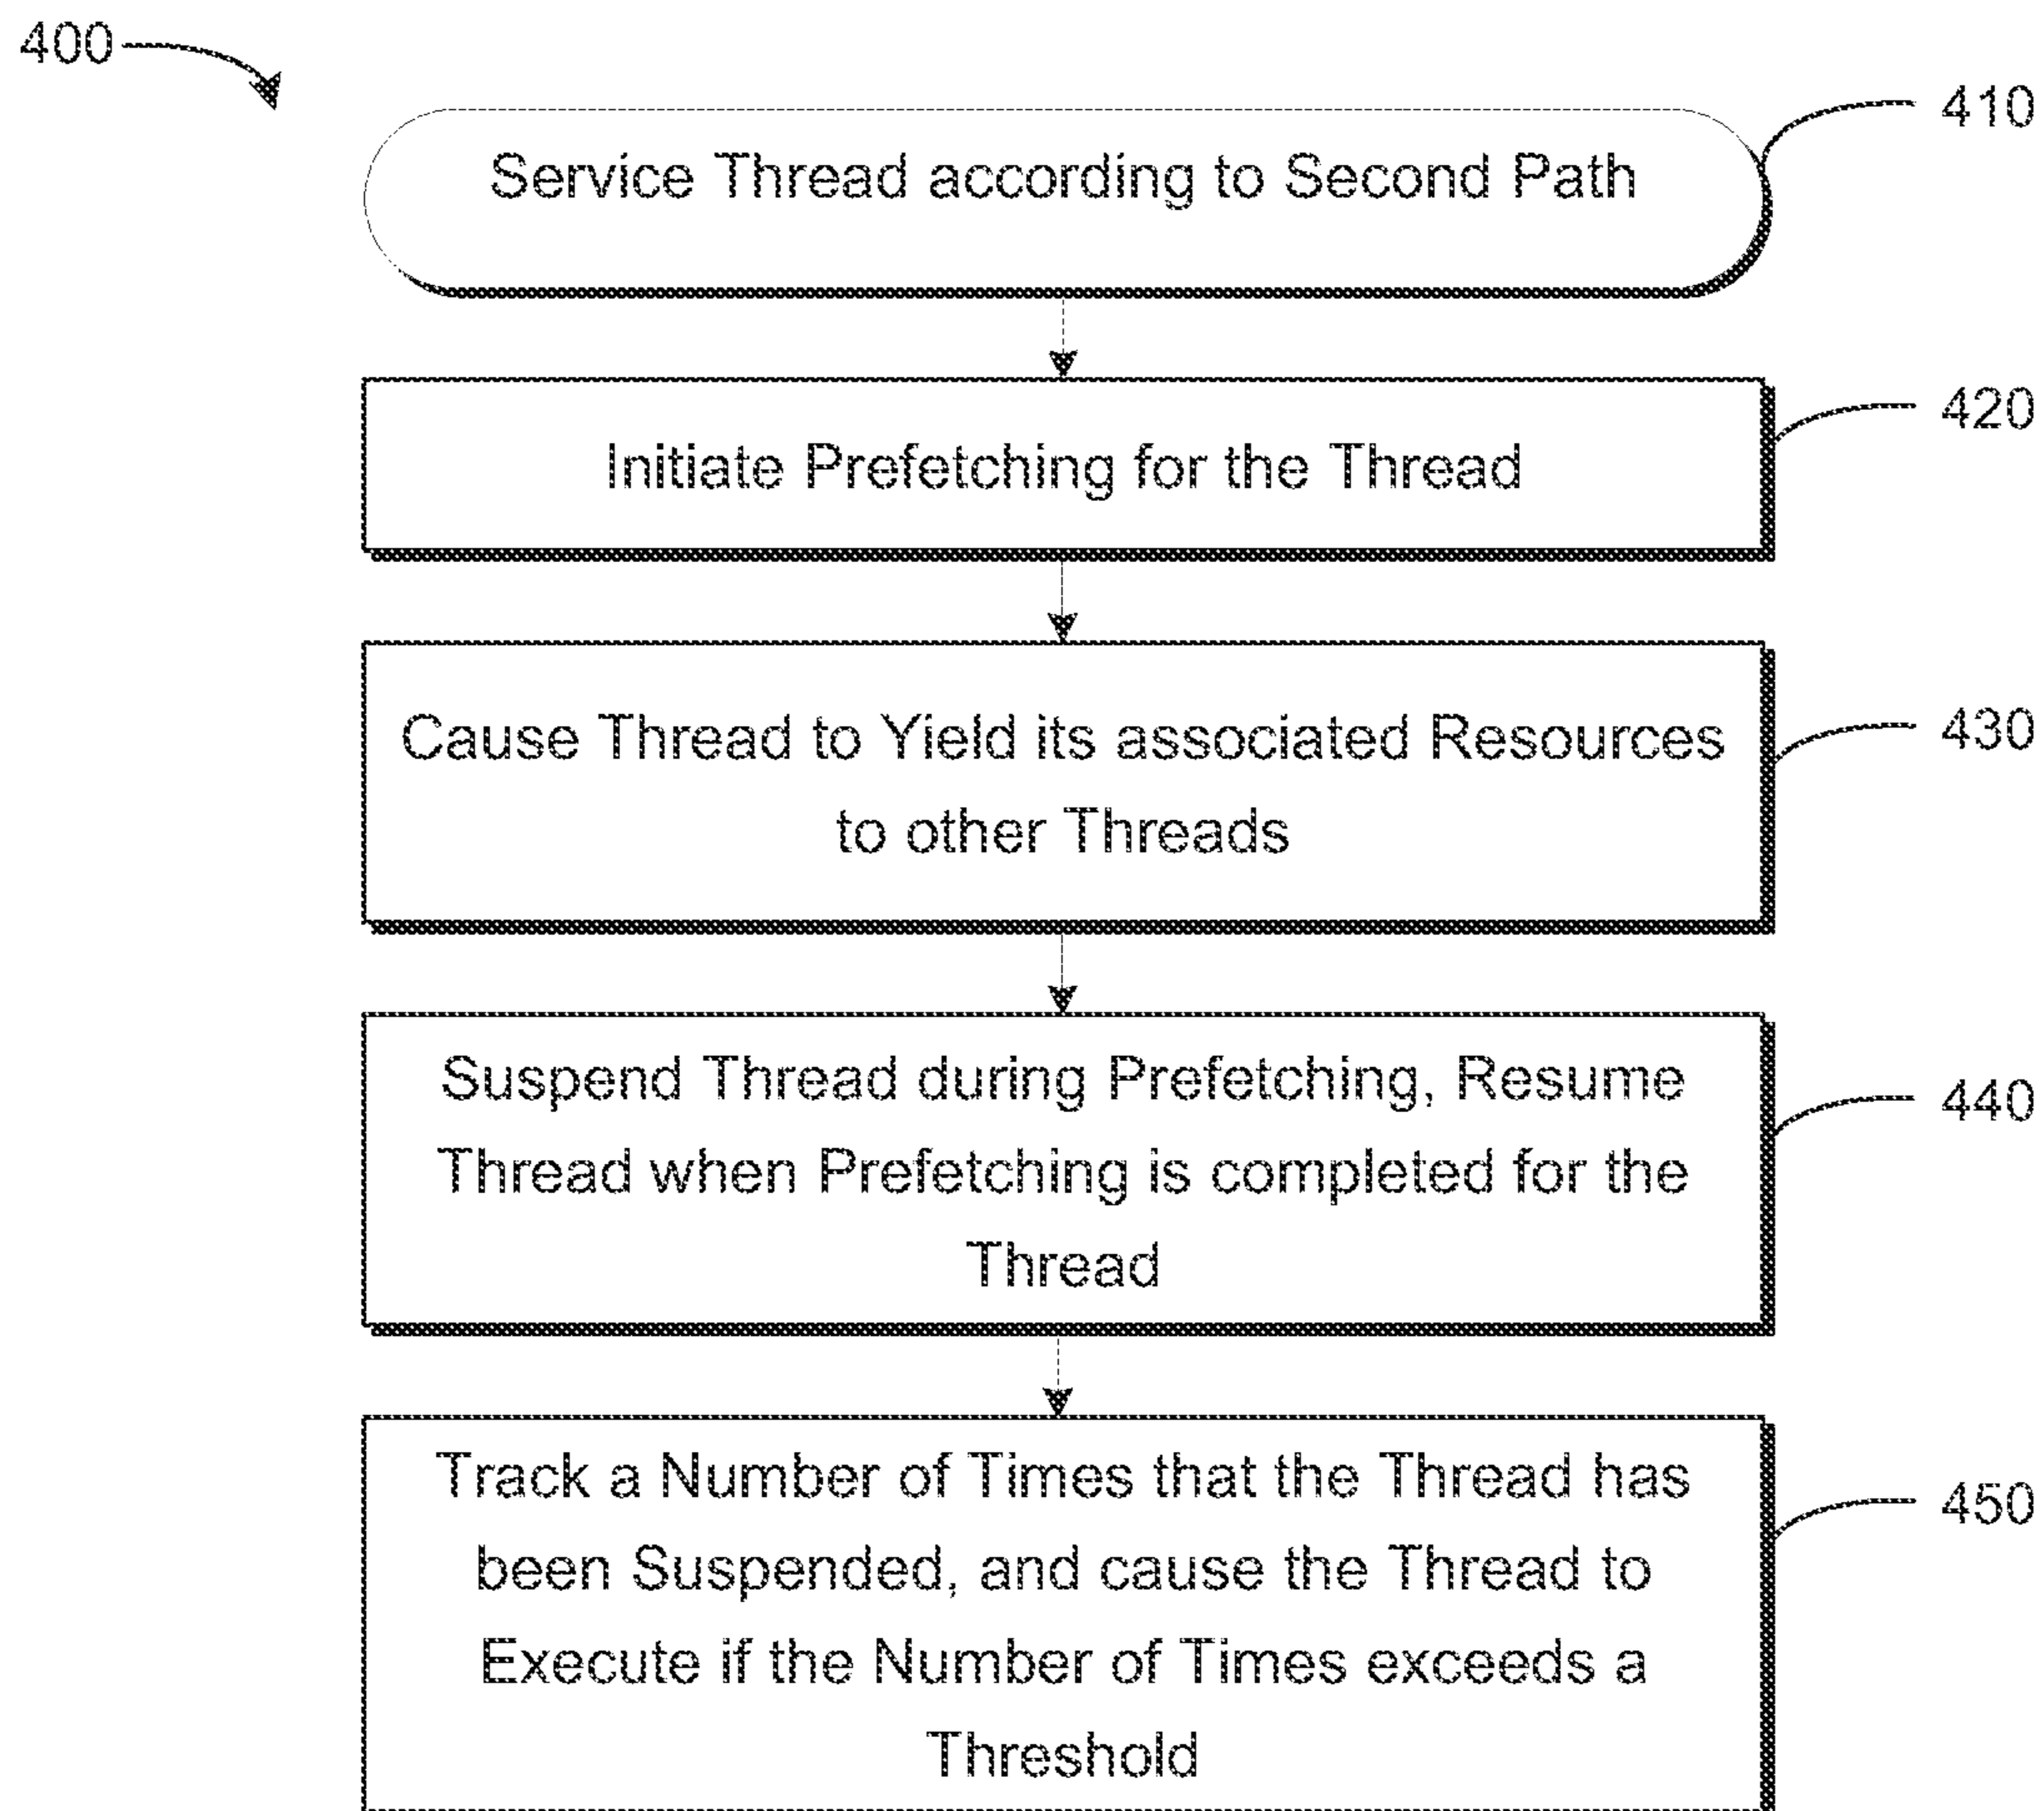 400
410
Service Thread according to Second Path
420
Initiate Prefetching for the Thread
430
Cause Thread to Yield its associated Resources
to other Threads
440
Suspend Thread during Prefetching, Resume
Thread when Prefetching is completed for the
Thread
450
Track a Number of Times that the Thread has
been Suspended, and cause the Thread to
Execute if the Number of Times exceeds a
Threshold